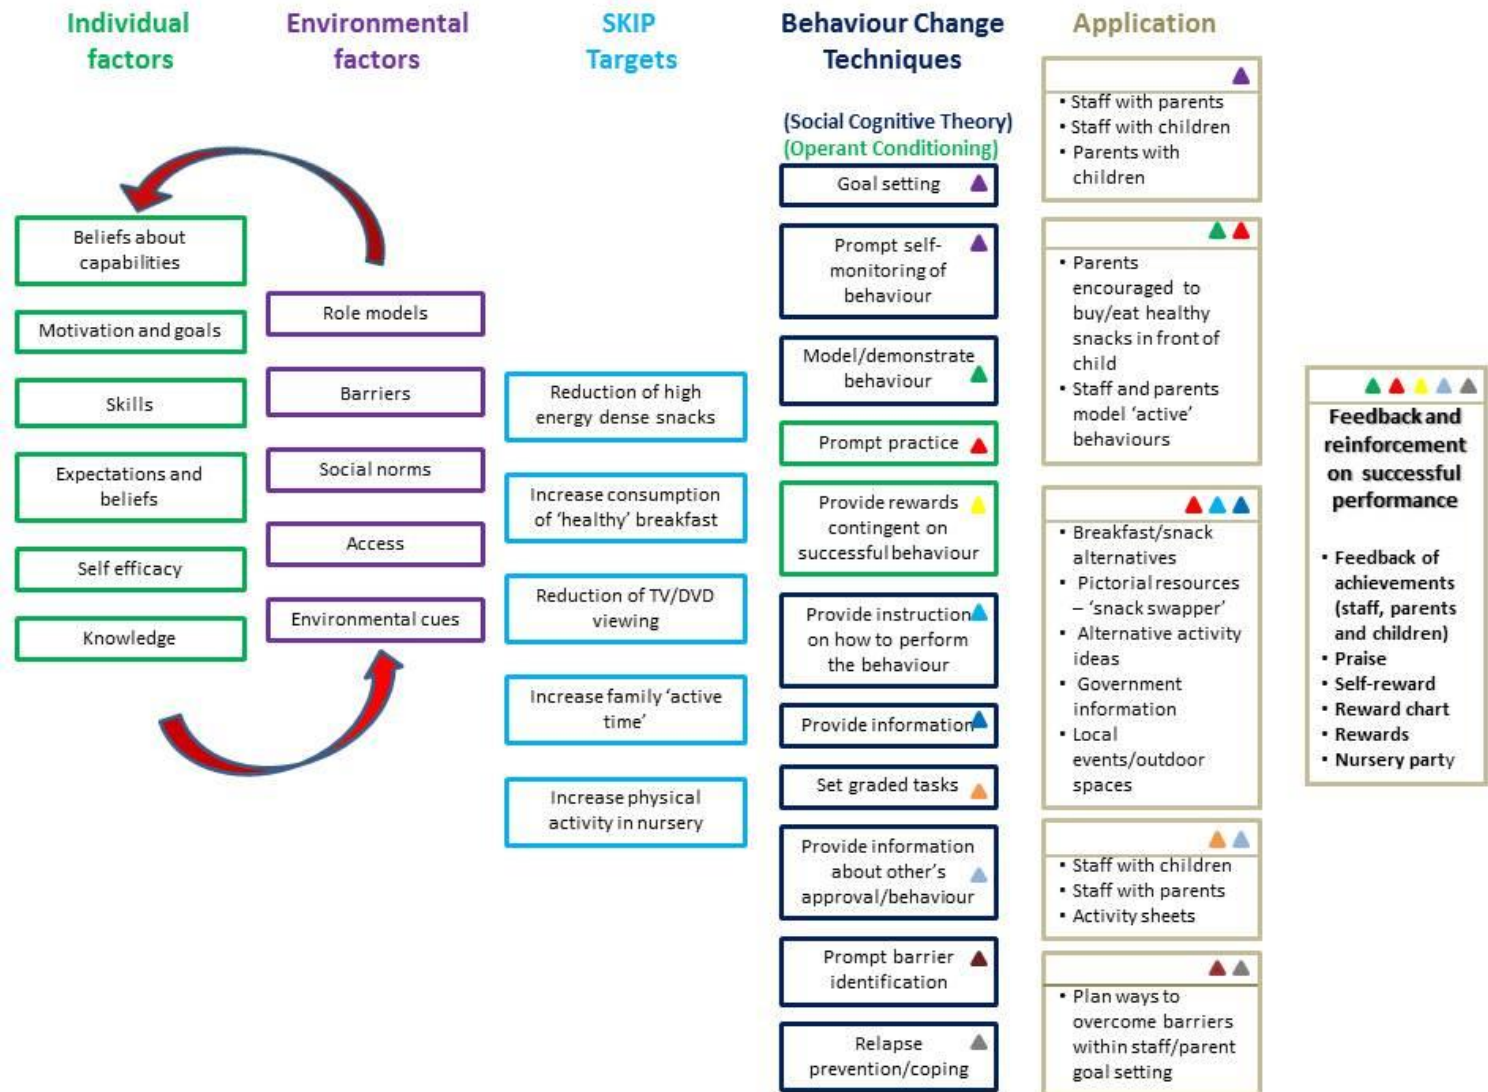 Individual
factors
Environmental
factors
SKIP
Targets
Behaviour Change
Techniques
Application
(Social Cognitive Theory)
(Operant Conditioning)
Beliefs about
capabilities
Motivation and goals
Skills
Expectations and
beliefs
Self efficacy
Knowledge
Role models
Barriers
Social norms
Access
Environmental cues
Reduction of high
energy dense snacks
Increase consumption
of ‘healthy’ breakfast
Reduction of TV/DVD
viewing
Increase family ‘active
time’
Increase physical
activity in nursery
Goal setting
Prompt self-
monitoring of
behaviour
Model/demonstrate
behaviour
Prompt practice
Provide rewards
contingent on
successful behaviour
Provide instruction
on how to perform
the behaviour
Provide information
Set graded tasks
Provide information
about other’s
approval/behaviour
Prompt barrier
identification
Relapse
prevention/coping
▪ Staff with parents
▪ Staff with children
▪ Parents with
children
▪ Parents
encouraged to
buy/eat healthy
snacks in front of
child
▪ Staff and parents
model ‘active’
behaviours
▪ Breakfast/snack
alternatives
▪ Pictorial resources
– ‘snack swapper’
▪ Alternative activity
ideas
▪ Government
information
▪ Local
events/outdoor
spaces
▪ Staff with children
▪ Staff with parents
▪ Activity sheets
▪ Plan ways to
overcome barriers
within staff/parent
goal setting
Feedback and
reinforcement
on successful
performance
▪ Feedback of
achievements
(staff, parents
and children)
▪ Praise
▪ Self-reward
▪ Reward chart
▪ Rewards
▪ Nursery party